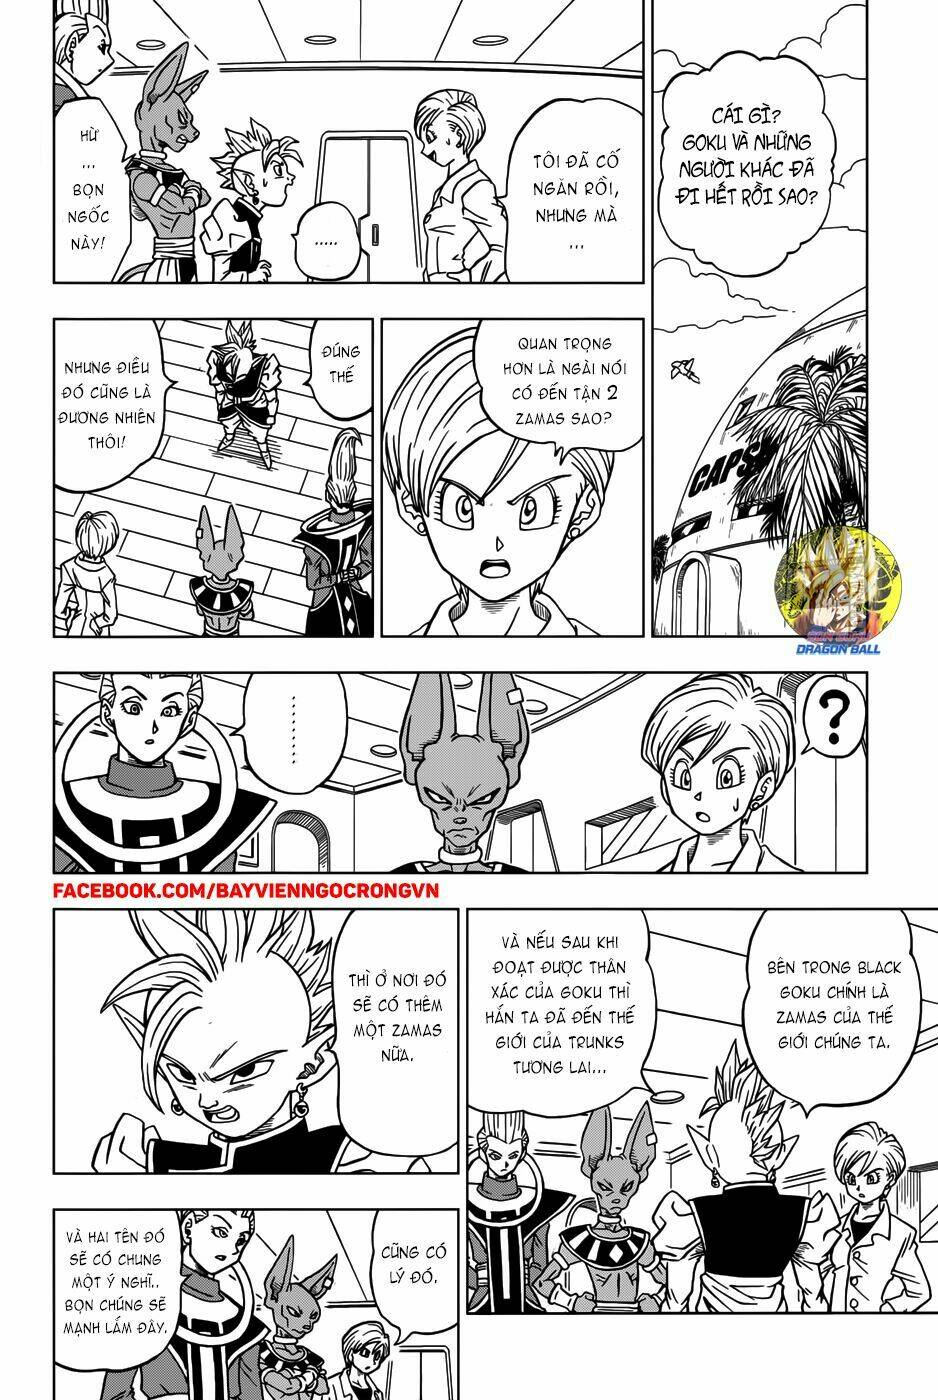 CÁI GÌ?
GOKU VÀ NHỮNG
NGƯỜI KHÁC ĐÃ
ĐI HẾT RỒI SAO?
TÔI ĐÃ CỐ
NGĂN RỒI,
NHƯNG MÀ
...
.....
HỪ
...
BỌN
NGỐC
NÀY!
CAPS
QUAN TRỌNG
HƠN LÀ NGÀI NÓI
CÓ ĐẾN TẬN 2
ZAMAS SAO?
ĐÚNG
THẾ
NHƯNG ĐIỀU
ĐÓ CŨNG LÀ
ĐƯƠNG NHIÊN
THÔI!
SON GOKU
DRAGON BALL
?
........
FACEBOOK.COM/BAYVIENNGOCRONGVN
BÊN TRONG BLACK
GOKU CHÍNH LÀ
ZAMAS CỦA THẾ
GIỚI CHÚNG TA.
VÀ NẾU SAU KHI
ĐOẠT ĐƯỢC THÂN
XÁC CỦA GOKU THÌ
HẮN TA ĐÃ ĐẾN THẾ
GIỚI CỦA TRUNKS
TƯƠNG LAI...
THÌ Ở NƠI ĐÓ
SẼ CÓ THÊM
MỘT ZAMAS
NỮA.
CŨNG CÓ
LÝ ĐÓ.
VÀ HAI TÊN ĐÓ
SẼ CÓ CHUNG
MỘT Ý NGHĨ..
BỌN CHÚNG SẼ
MẠNH LẮM ĐÂY.